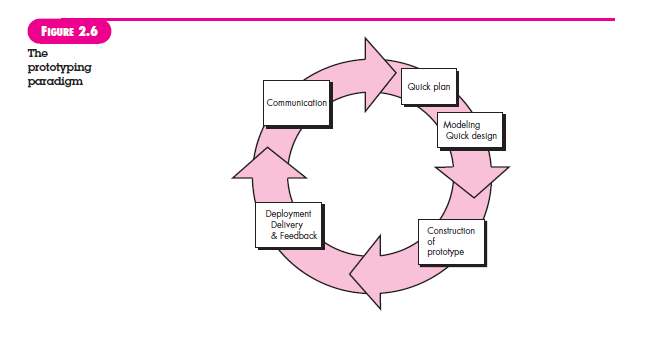 FIGURE 2.6
The
prototyping
paradigm
Quick plan
Communication
Modeling
Quick design
Deployment
Delivery
& Feedback
Construction
of
prototype